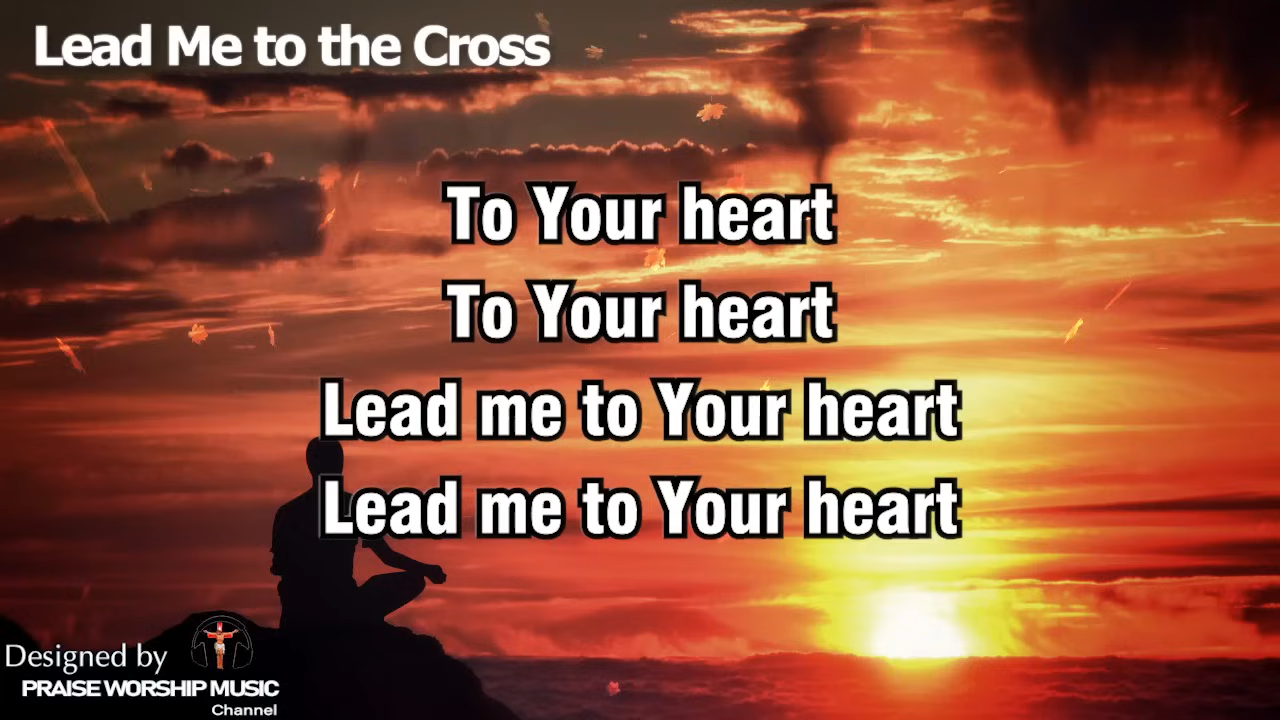 Lead Me to the Cross
To Your heart
To Your heart
Lead me to Your heart
Lead me to Your heart
Designed by
PRAISE WORSHIP MUSIC
Channel